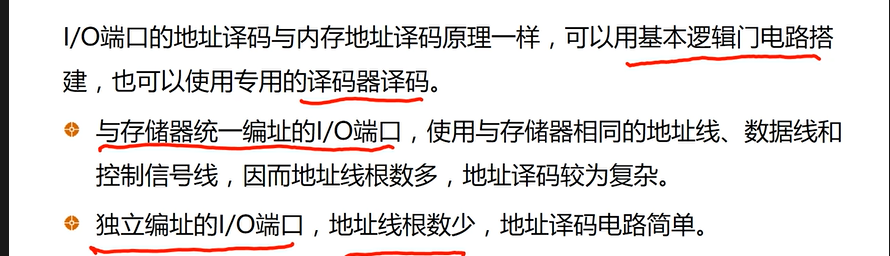 I/O端口的地址译码与内存地址译码原理一样，可以用基本逻辑门电路搭
建，也可以使用专用的译码器译码。
与存储器统一编址的I/O端口，使用与存储器相同的地址线、数据线和
控制信号线，因而地址线根数多，地址译码较为复杂。
独立编址的I/O端口，地址线根数少，地址译码电路简单。